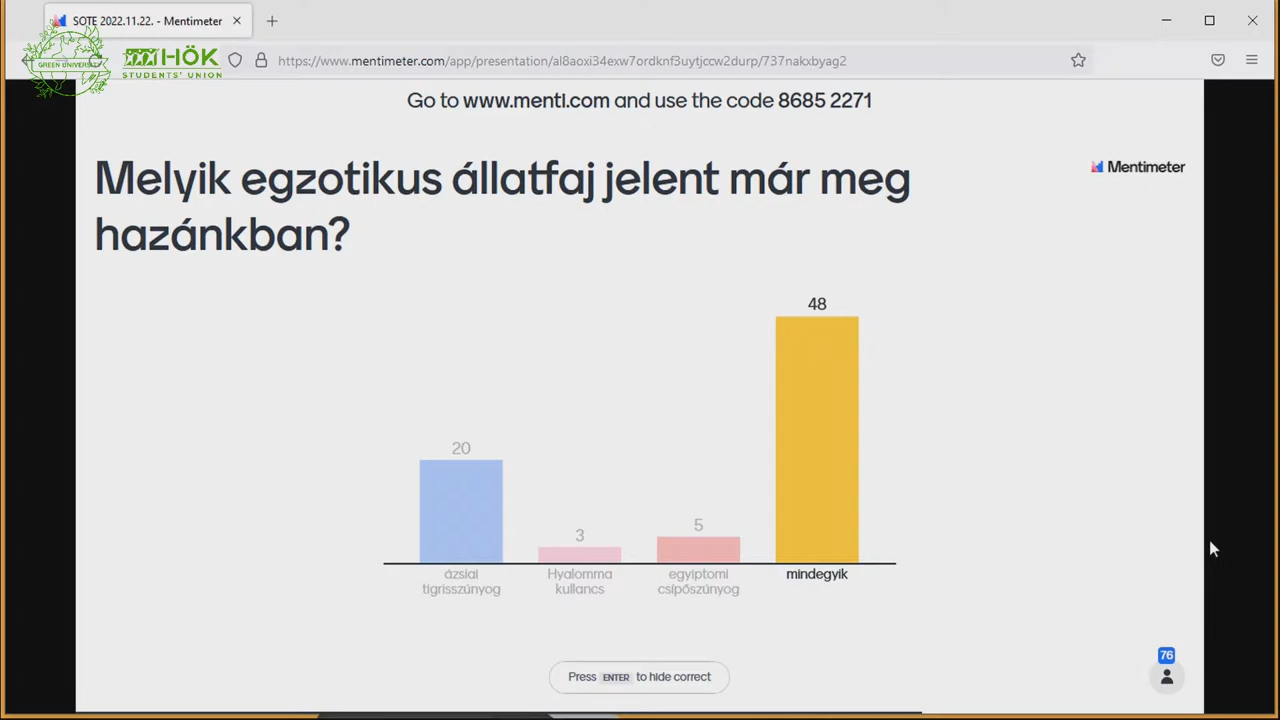 SOTE 2022.11.22. - Mentimeter
GREEN UNIVERSITY
HÖK
STUDENTS' UNION
https://www.mentimeter.com/app/presentation/al8aoxi34exw7ordknf3uytjccw2durp/737nakxbyag2
Go to www.menti.com and use the code 8685 2271
Melyik egzotikus állatfaj jelent már meg
hazánkban?
Mentimeter
48
20
5
3
ázsiai
tigrisszúnyog
Hyalomma
kullancs
egyiptomi
csípőszúnyog
mindegyik
76
Press ENTER to hide correct